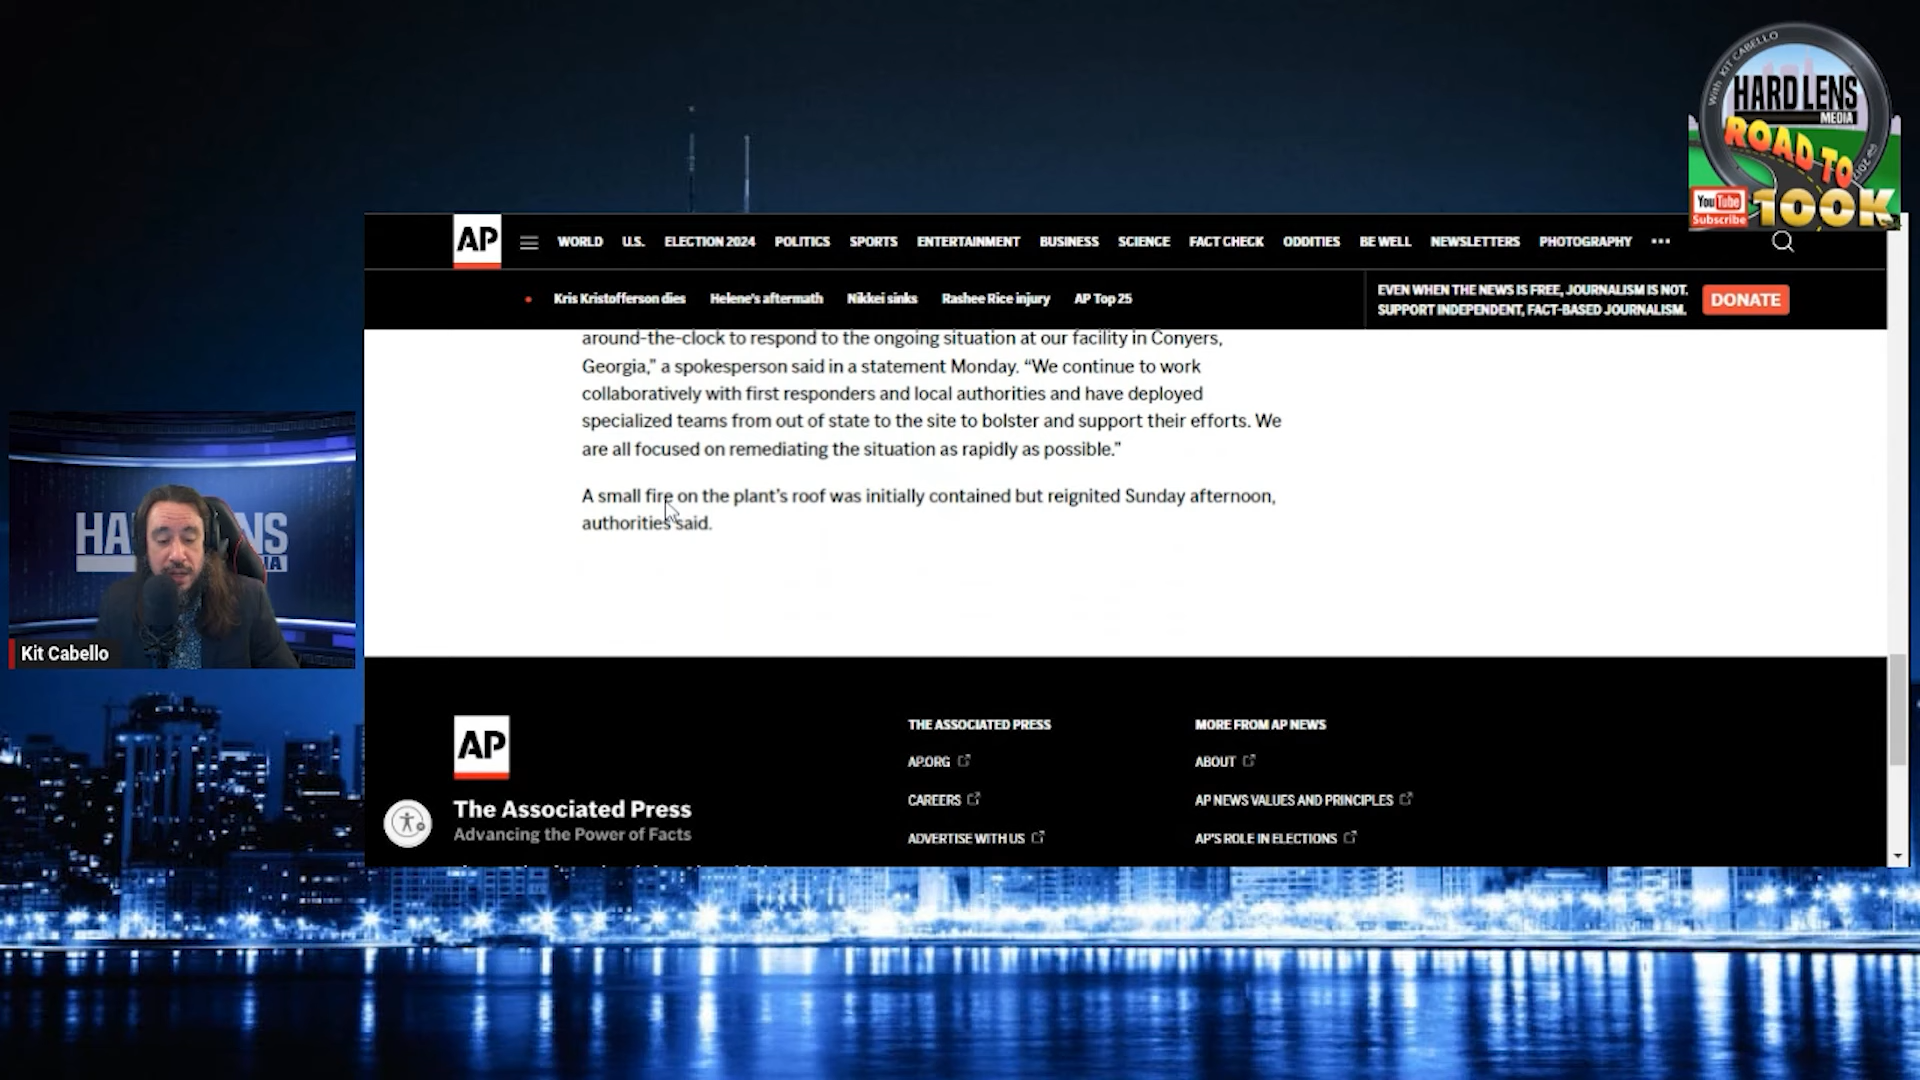 With KIT CABELLO
HARD LENS
MEDIA
ROAD TO
100K
YouTube
Subscribe
AP
WORLD U.S. ELECTION 2024 POLITICS SPORTS ENTERTAINMENT BUSINESS SCIENCE FACT CHECK ODDITIES BE WELL NEWSLETTERS PHOTOGRAPHY
Kris Kristofferson dies Helene's aftermath Nikkei sinks Rashee Rice injury AP Top 25
EVEN WHEN THE NEWS IS FREE, JOURNALISM IS NOT.
SUPPORT INDEPENDENT, FACT-BASED JOURNALISM.
DONATE
around-the-clock to respond to the ongoing situation at our facility in Conyers,
Georgia,” a spokesperson said in a statement Monday. “We continue to work
collaboratively with first responders and local authorities and have deployed
specialized teams from out of state to the site to bolster and support their efforts. We
are all focused on remediating the situation as rapidly as possible.”
A small fire on the plant’s roof was initially contained but reignited Sunday afternoon,
authorities said.
Kit Cabello
AP
The Associated Press
Advancing the Power of Facts
THE ASSOCIATED PRESS
AP.ORG
CAREERS
ADVERTISE WITH US
MORE FROM AP NEWS
ABOUT
AP NEWS VALUES AND PRINCIPLES
AP'S ROLE IN ELECTIONS